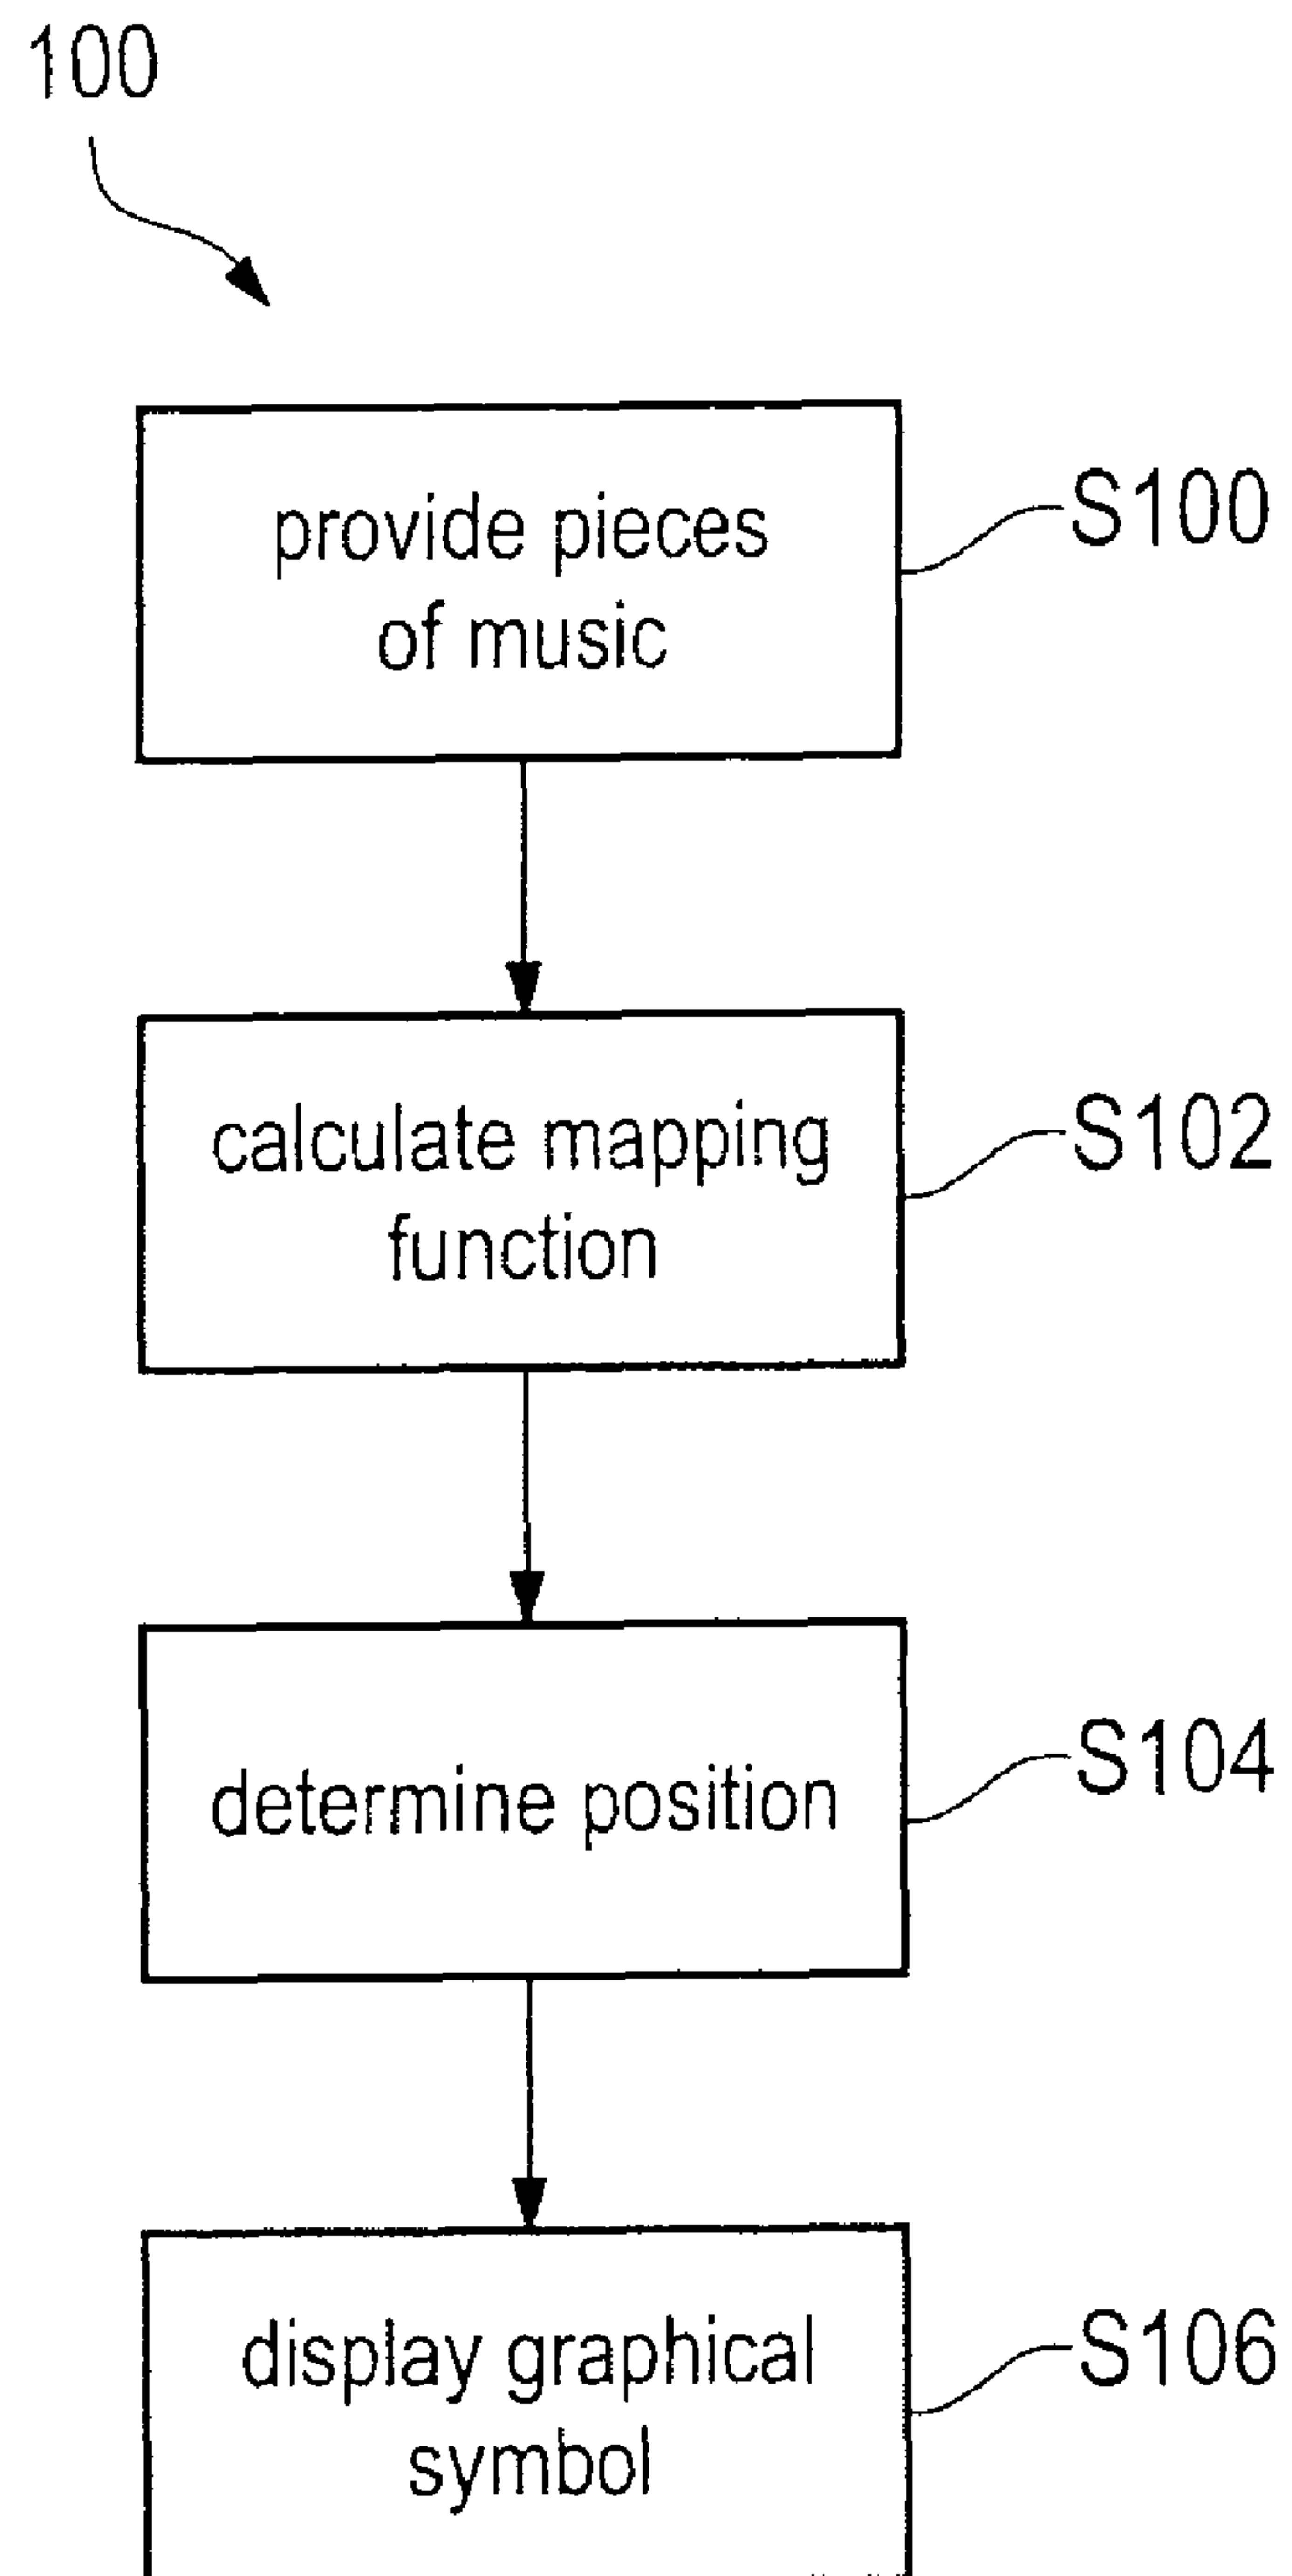 100
provide pieces
of music
S100
calculate mapping
function
S102
determine position
S104
display graphical
symbol
S106